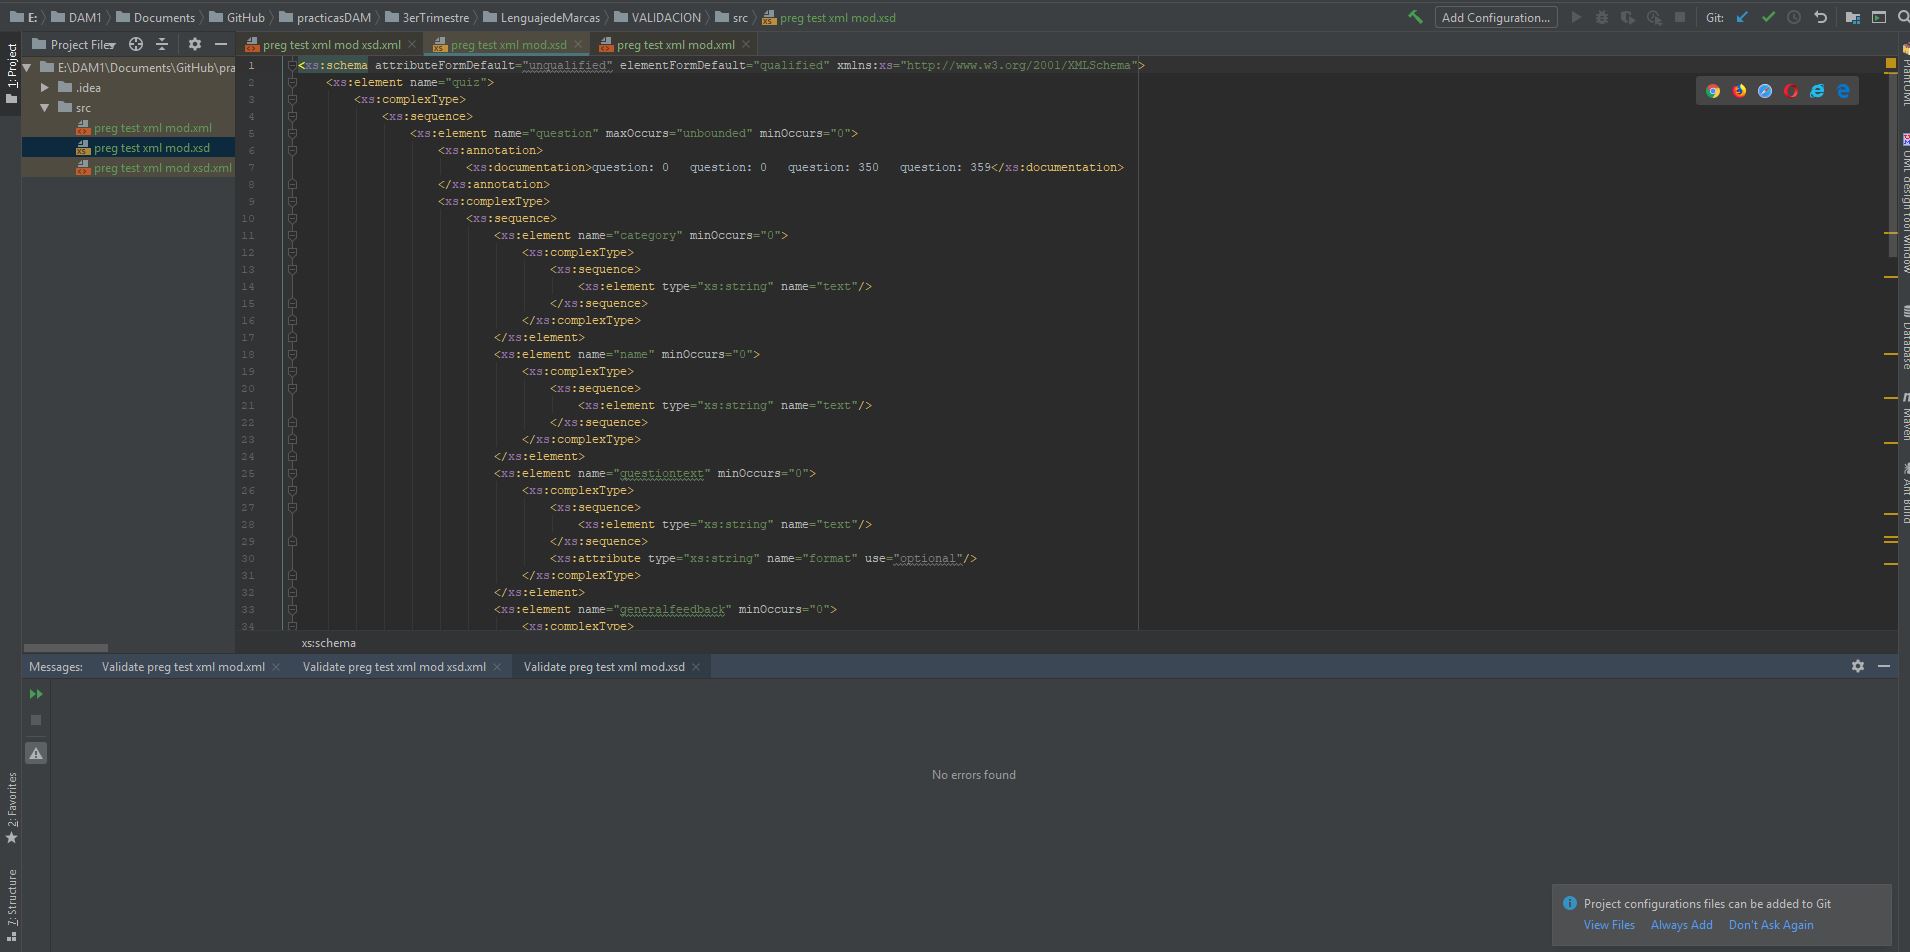 E: DAM1 Documents GitHub practicasDAM 3erTrimestre LenguajedeMarcas VALIDACION src preg test xml mod.xsd
Add Configuration...
Git:
1: Project
Project Files
preg test xml mod xsd.xml
preg test xml mod.xsd
preg test xml mod.xml
E:\DAM1\Documents\GitHub\pra
.idea
src
preg test xml mod.xml
preg test xml mod.xsd
preg test xml mod xsd.xml
1 <xs:schema attributeFormDefault="unqualified" elementFormDefault="qualified" xmlns:xs="http://www.w3.org/2001/XMLSchema">
2 <xs:element name="quiz">
3 <xs:complexType>
4 <xs:sequence>
5 <xs:element name="question" maxOccurs="unbounded" minOccurs="0">
6 <xs:annotation>
7 <xs:documentation>question: 0   question: 0   question: 350   question: 359</xs:documentation>
8 </xs:annotation>
9 <xs:complexType>
10 <xs:sequence>
11 <xs:element name="category" minOccurs="0">
12 <xs:complexType>
13 <xs:sequence>
14 <xs:element type="xs:string" name="text"/>
15 </xs:sequence>
16 </xs:complexType>
17 </xs:element>
18 <xs:element name="name" minOccurs="0">
19 <xs:complexType>
20 <xs:sequence>
21 <xs:element type="xs:string" name="text"/>
22 </xs:sequence>
23 </xs:complexType>
24 </xs:element>
25 <xs:element name="questiontext" minOccurs="0">
26 <xs:complexType>
27 <xs:sequence>
28 <xs:element type="xs:string" name="text"/>
29 </xs:sequence>
30 <xs:attribute type="xs:string" name="format" use="optional"/>
31 </xs:complexType>
32 </xs:element>
33 <xs:element name="generalfeedback" minOccurs="0">
34 <xs:complexType>
xs:schema
PlantUML
UML design tool window
Database
Maven
Ant Build
Messages: Validate preg test xml mod.xml Validate preg test xml mod xsd.xml Validate preg test xml mod.xsd
No errors found
2: Favorites
7: Structure
Project configurations files can be added to Git
View Files Always Add Don't Ask Again